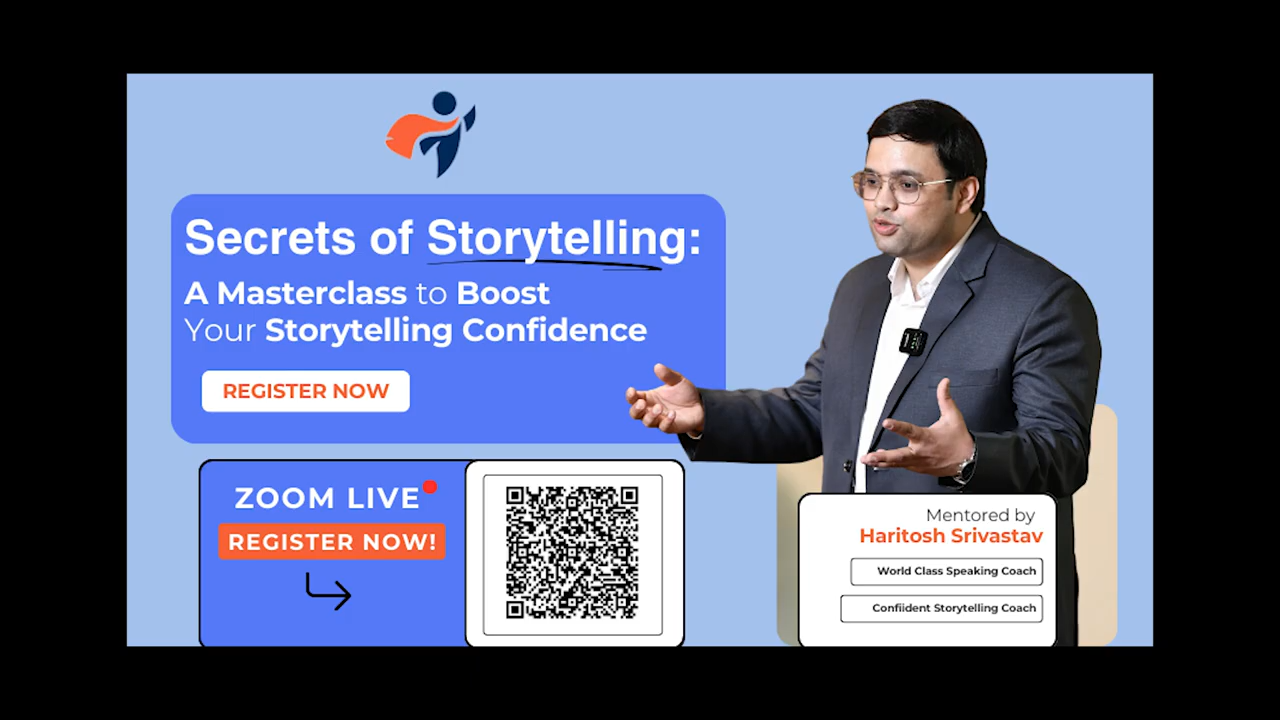 Secrets of Storytelling:
A Masterclass to Boost
Your Storytelling Confidence
REGISTER NOW
ZOOM LIVE
REGISTER NOW!
Mentored by
Haritosh Srivastav
World Class Speaking Coach
Confiident Storytelling Coach